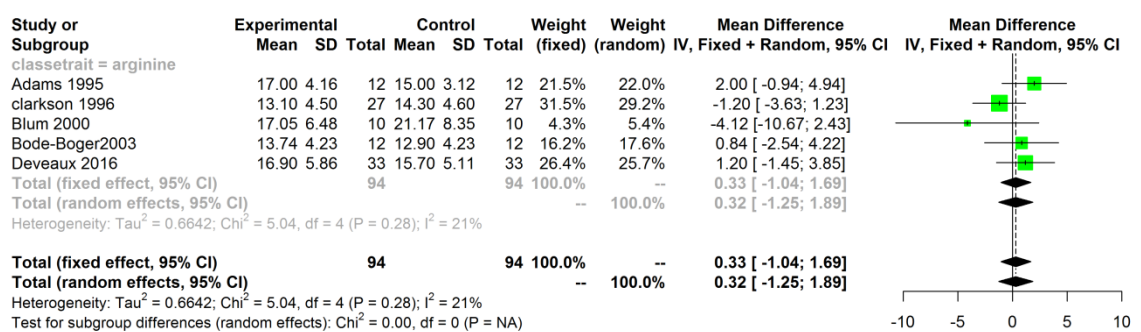 Study or Experimental Control Weight Weight Mean Difference Mean Difference
Subgroup Mean SD Total Mean SD Total (fixed) (random) IV, Fixed + Random, 95% CI IV, Fixed + Random, 95% CI
classetrait = arginine
Adams 1995 17.00 4.16 12 15.00 3.12 12 21.5% 22.0% 2.00 [ -0.94; 4.94]
clarkson 1996 13.10 4.50 27 14.30 4.60 27 31.5% 29.2% -1.20 [ -3.63; 1.23]
Blum 2000 17.05 6.48 10 21.17 8.35 10 4.3% 5.4% -4.12 [-10.67; 2.43]
Bode-Boger2003 13.74 4.23 12 12.90 4.23 12 16.2% 17.6% 0.84 [ -2.54; 4.22]
Deveaux 2016 16.90 5.86 33 15.70 5.11 33 26.4% 25.7% 1.20 [ -1.45; 3.85]
Total (fixed effect, 95% CI) 94 94 100.0% -- 0.33 [ -1.04; 1.69]
Total (random effects, 95% CI) -- 100.0% 0.32 [ -1.25; 1.89]
Heterogeneity: Tau² = 0.6642; Chi² = 5.04, df = 4 (P = 0.28); I² = 21%
Total (fixed effect, 95% CI) 94 94 100.0% -- 0.33 [ -1.04; 1.69]
Total (random effects, 95% CI) -- 100.0% 0.32 [ -1.25; 1.89]
Heterogeneity: Tau² = 0.6642; Chi² = 5.04, df = 4 (P = 0.28); I² = 21%
Test for subgroup differences (random effects): Chi² = 0.00, df = 0 (P = NA)
-10 -5 0 5 10